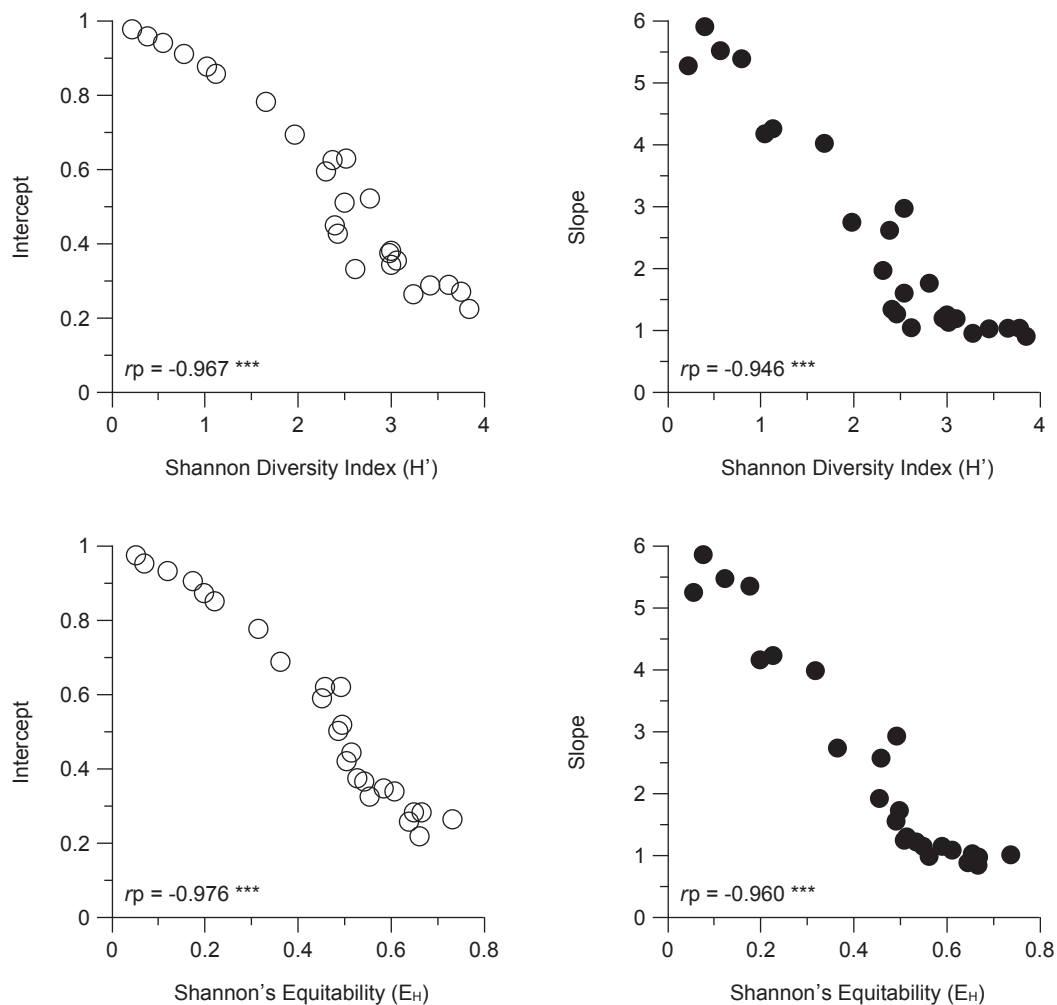 1
0.8
0.6
0.4
0.2
0
Intercept
rp = -0.967 ***
0 1 2 3 4
Shannon Diversity Index (H’)
6
5
4
3
2
1
0
Slope
rp = -0.946 ***
0 1 2 3 4
Shannon Diversity Index (H’)
1
0.8
0.6
0.4
0.2
0
Intercept
rp = -0.976 ***
0 0.2 0.4 0.6 0.8
Shannon’s Equitability (EH)
6
5
4
3
2
1
0
Slope
rp = -0.960 ***
0 0.2 0.4 0.6 0.8
Shannon’s Equitability (EH)